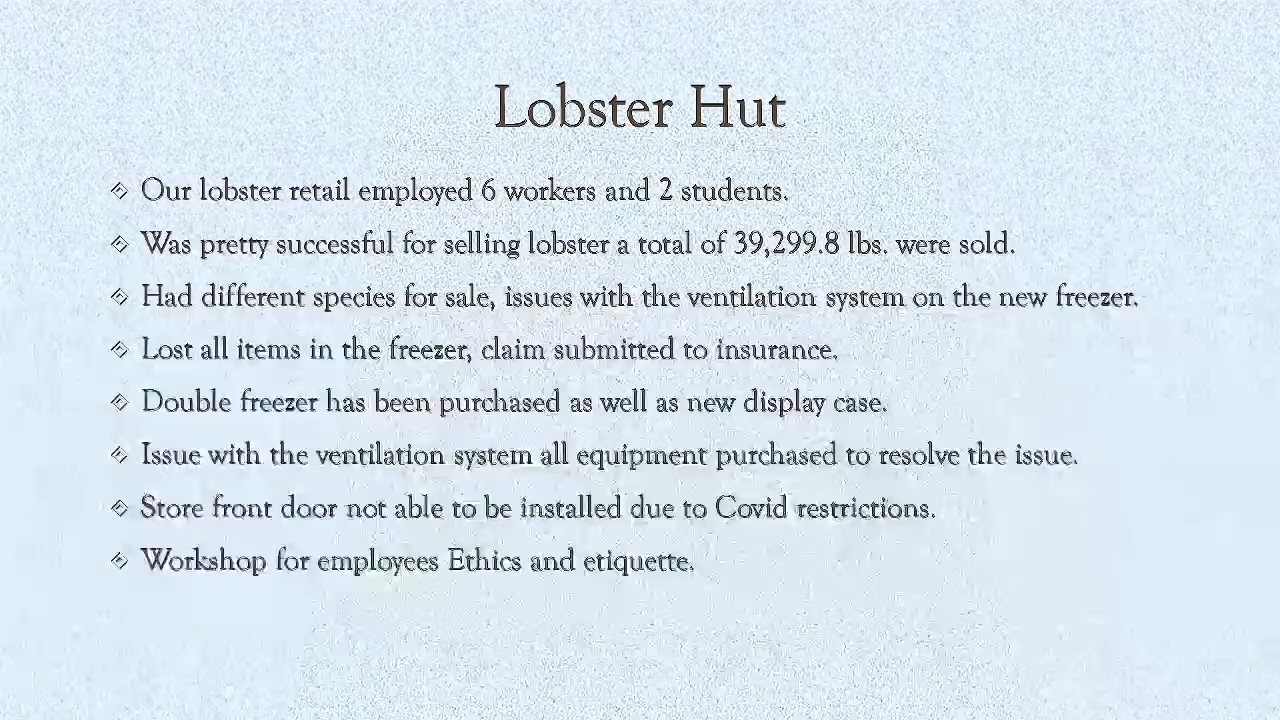 Lobster Hut
Our lobster retail employed 6 workers and 2 students.
Was pretty successful for selling lobster a total of 39,299.8 lbs. were sold.
Had different species for sale, issues with the ventilation system on the new freezer.
Lost all items in the freezer, claim submitted to insurance.
Double freezer has been purchased as well as new display case.
Issue with the ventilation system all equipment purchased to resolve the issue.
Store front door not able to be installed due to Covid restrictions.
Workshop for employees Ethics and etiquette.